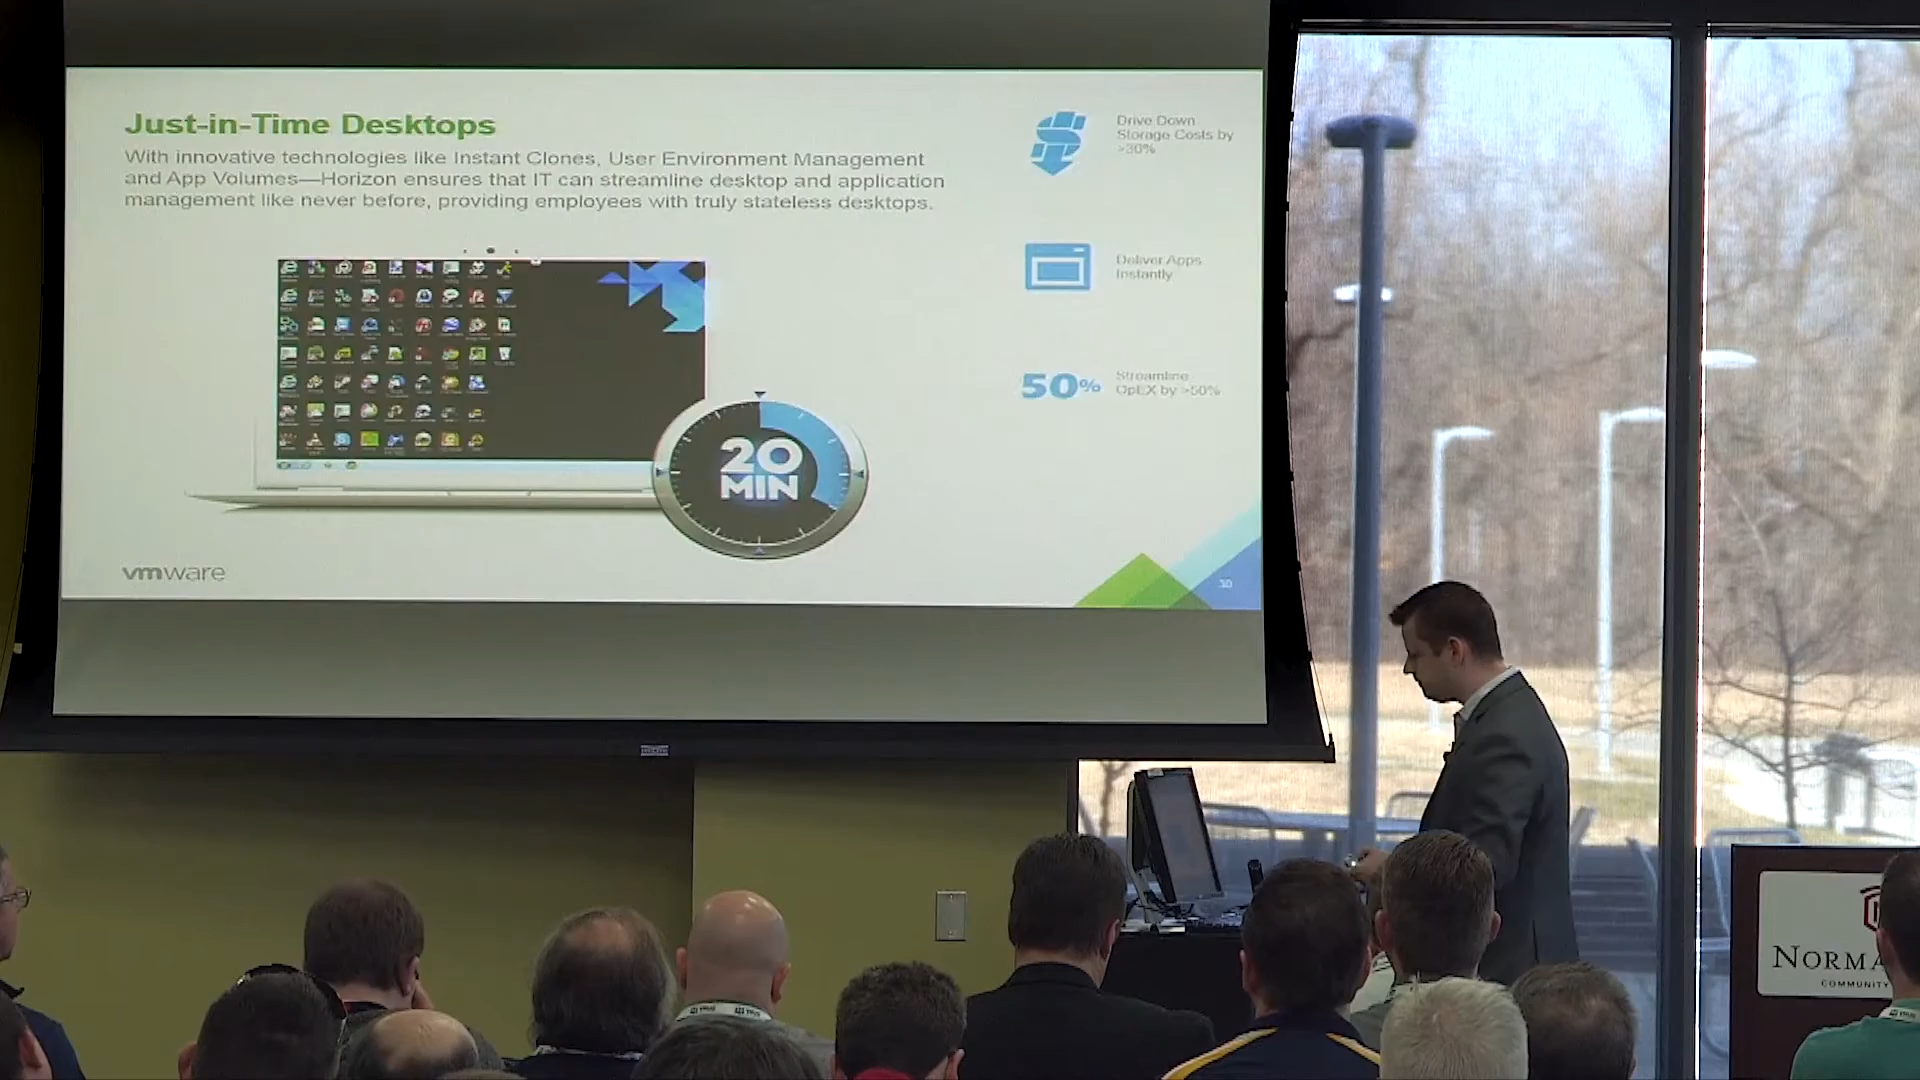 Just-in-Time Desktops
With innovative technologies like Instant Clones, User Environment Management
and App Volumes—Horizon ensures that IT can streamline desktop and application
management like never before, providing employees with truly stateless desktops.
Drive Down
Storage Costs by
>30%
Deliver Apps
Instantly
50%
Streamline
OpEX by >50%
20
MIN
vmware
30
NORMA
COMMUNITY